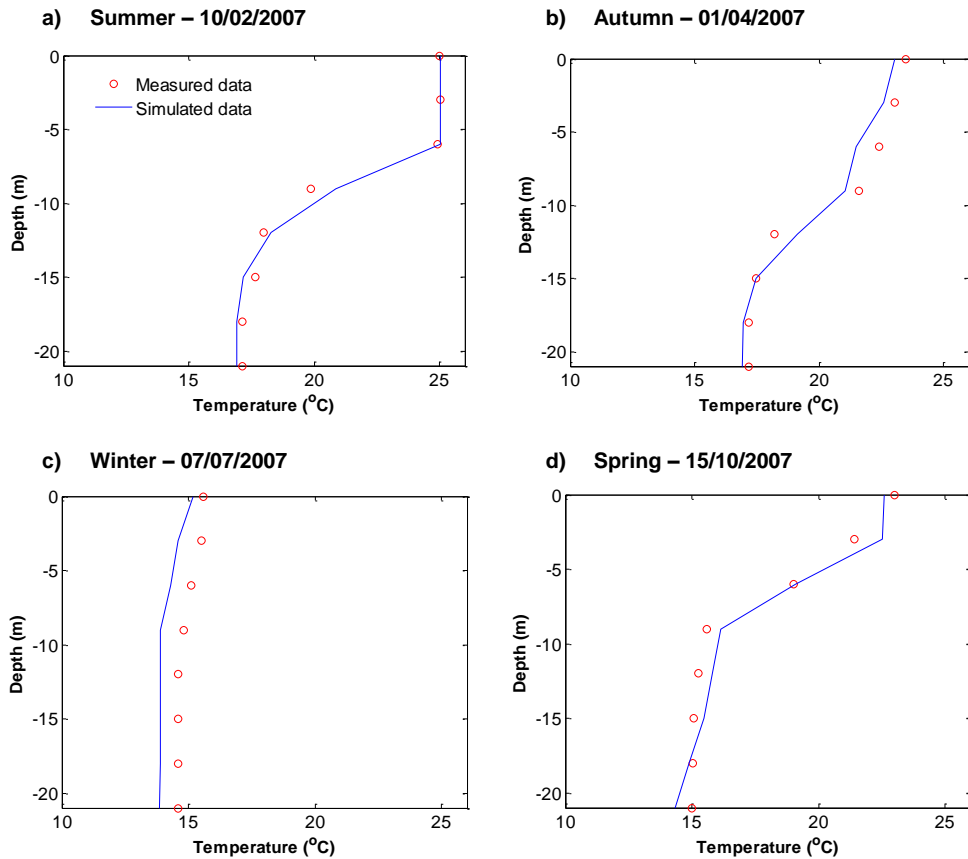 a) Summer – 10/02/2007
0
-5
-10
-15
-20
Depth (m)
Measured data
Simulated data
10 15 20 25
Temperature (°C)
b) Autumn – 01/04/2007
0
-5
-10
-15
-20
Depth (m)
10 15 20 25
Temperature (°C)
c) Winter – 07/07/2007
0
-5
-10
-15
-20
Depth (m)
10 15 20 25
Temperature (°C)
d) Spring – 15/10/2007
0
-5
-10
-15
-20
Depth (m)
10 15 20 25
Temperature (°C)